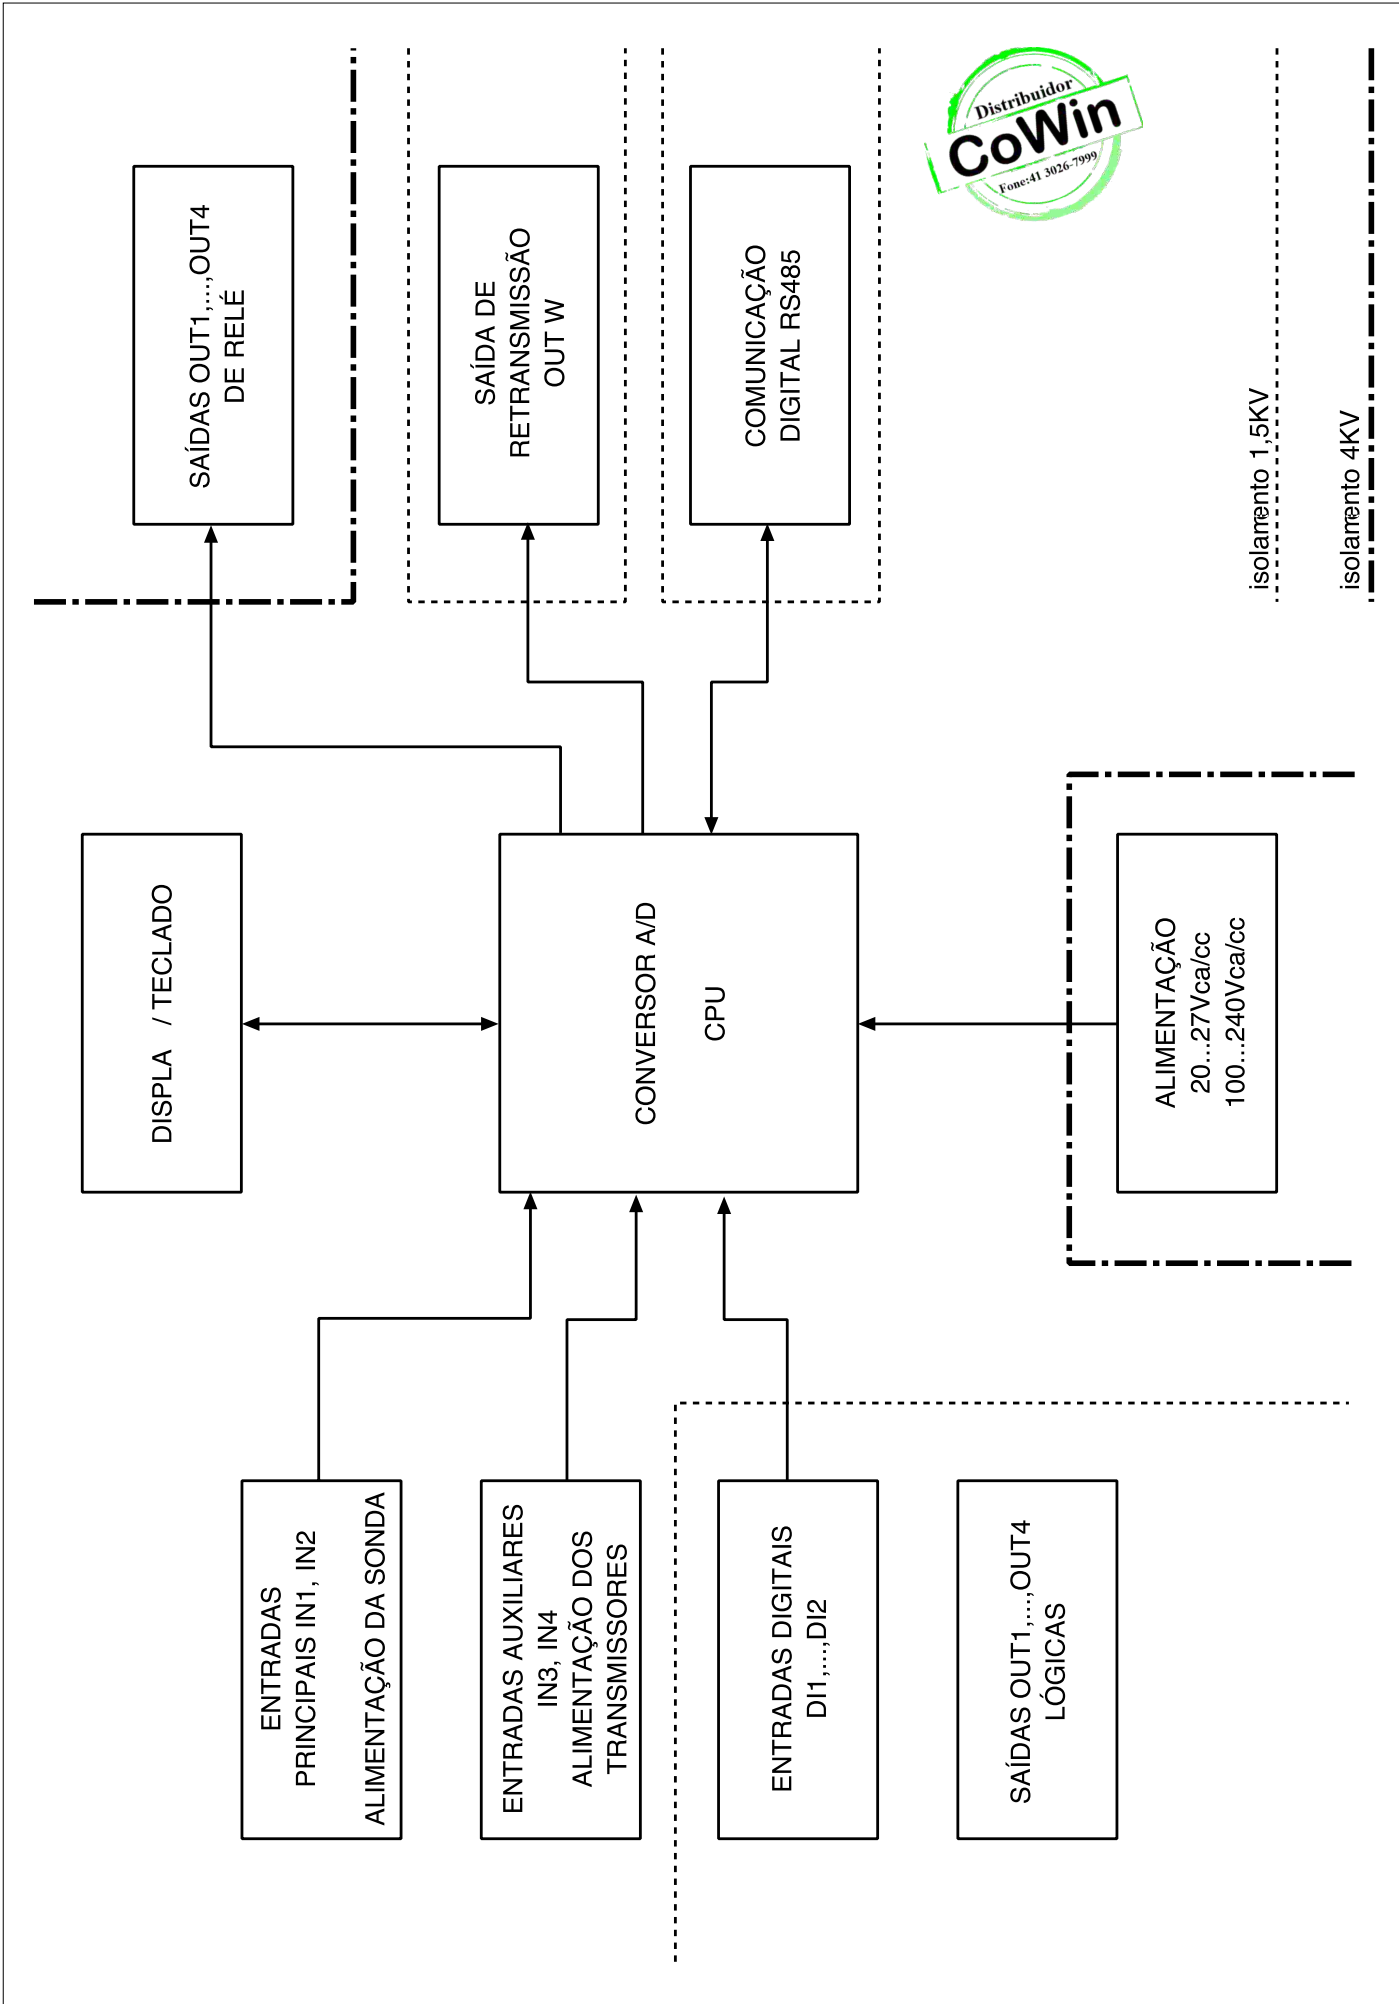 ENTRADAS
PRINCIPAIS IN1, IN2
ALIMENTAÇÃO DA SONDA
ENTRADAS AUXILIARES
IN3, IN4
ALIMENTAÇÃO DOS
TRANSMISSORES
ENTRADAS DIGITAIS
DI1,...,DI2
SAÍDAS OUT1,...,OUT4
LÓGICAS
DISPLA / TECLADO
CONVERSOR A/D
CPU
ALIMENTAÇÃO
20...27Vca/cc
100...240Vca/cc
SAÍDAS OUT1,...,OUT4
DE RELÉ
SAÍDA DE
RETRANSMISSÃO
OUT W
COMUNICAÇÃO
DIGITAL RS485
isolamento 1,5KV
isolamento 4KV
Distribuidor
CoWin
Fone:41 3026-7999